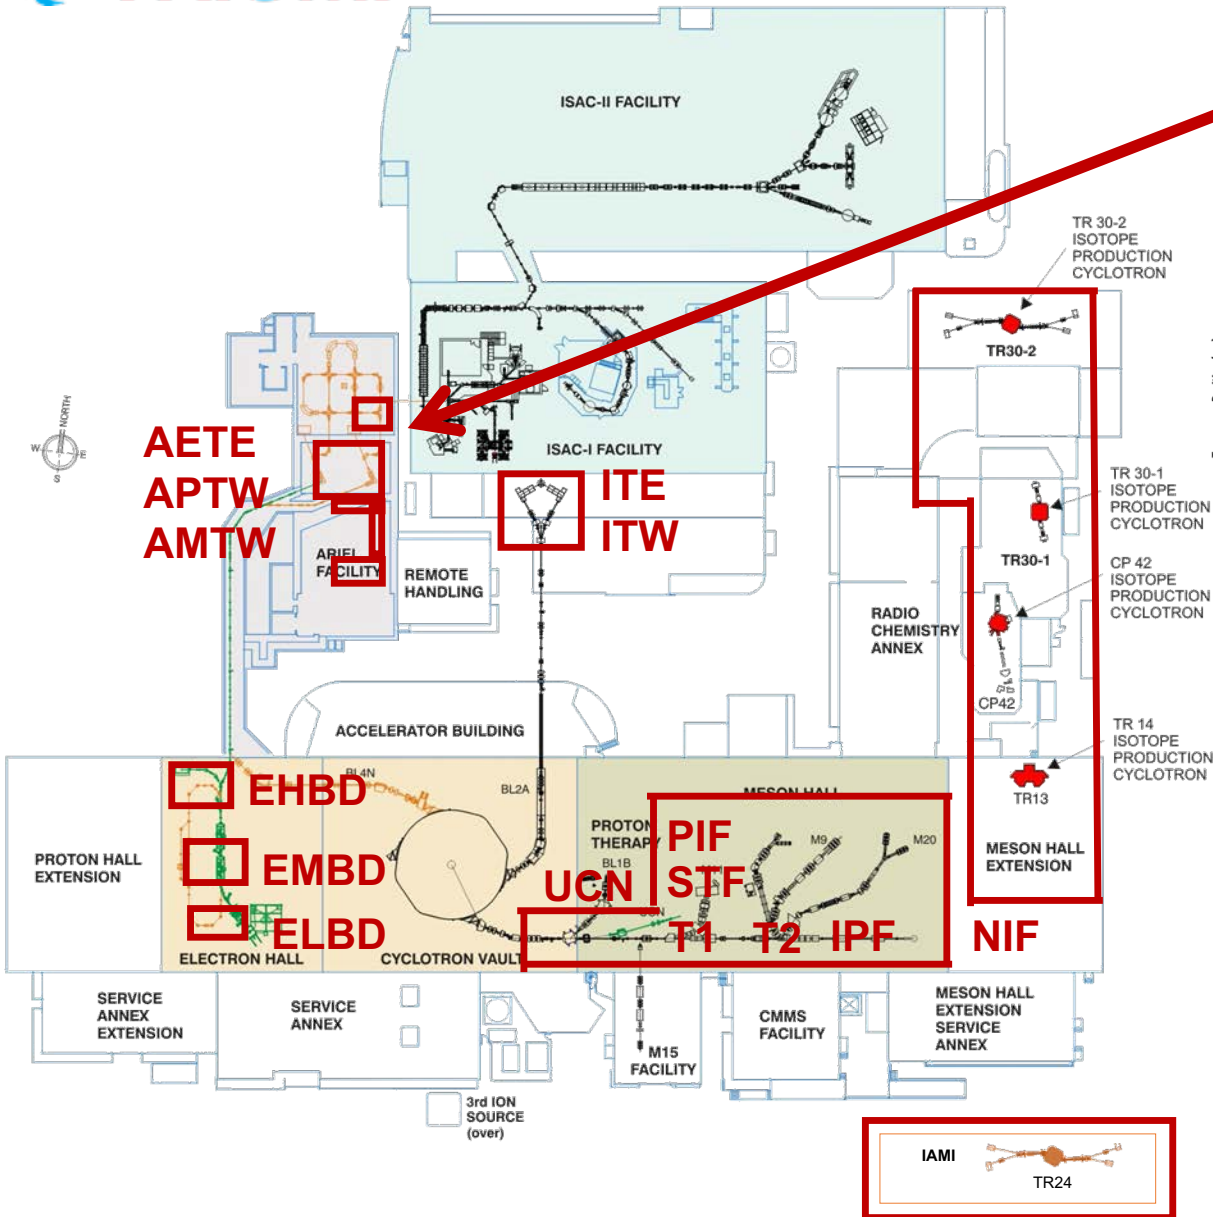 ISAC-II FACILITY
TR 30-2
ISOTOPE
PRODUCTION
CYCLOTRON
TR30-2
NORTH
W
E
S
AETE
APTW
AMTW
ISAC-I FACILITY
ITE
ITW
ARIEL
FACILITY
REMOTE
HANDLING
TR 30-1
ISOTOPE
PRODUCTION
CYCLOTRON
TR30-1
CP 42
ISOTOPE
PRODUCTION
CYCLOTRON
RADIO
CHEMISTRY
ANNEX
CP42
ACCELERATOR BUILDING
TR 14
ISOTOPE
PRODUCTION
CYCLOTRON
TR13
BL4N
BL2A
MESON HALL
EHBD
PROTON
THERAPY
PIF
STF
M9
M20
PROTON HALL
EXTENSION
EMBD
BL1B
UCN
UCN
MESON HALL
EXTENSION
ELBD
T1
T2
IPF
NIF
ELECTRON HALL
CYCLOTRON VAULT
SERVICE
ANNEX
EXTENSION
SERVICE
ANNEX
M15
FACILITY
CMMS
FACILITY
MESON HALL
EXTENSION
SERVICE
ANNEX
3rd ION
SOURCE
(over)
IAMI
TR24